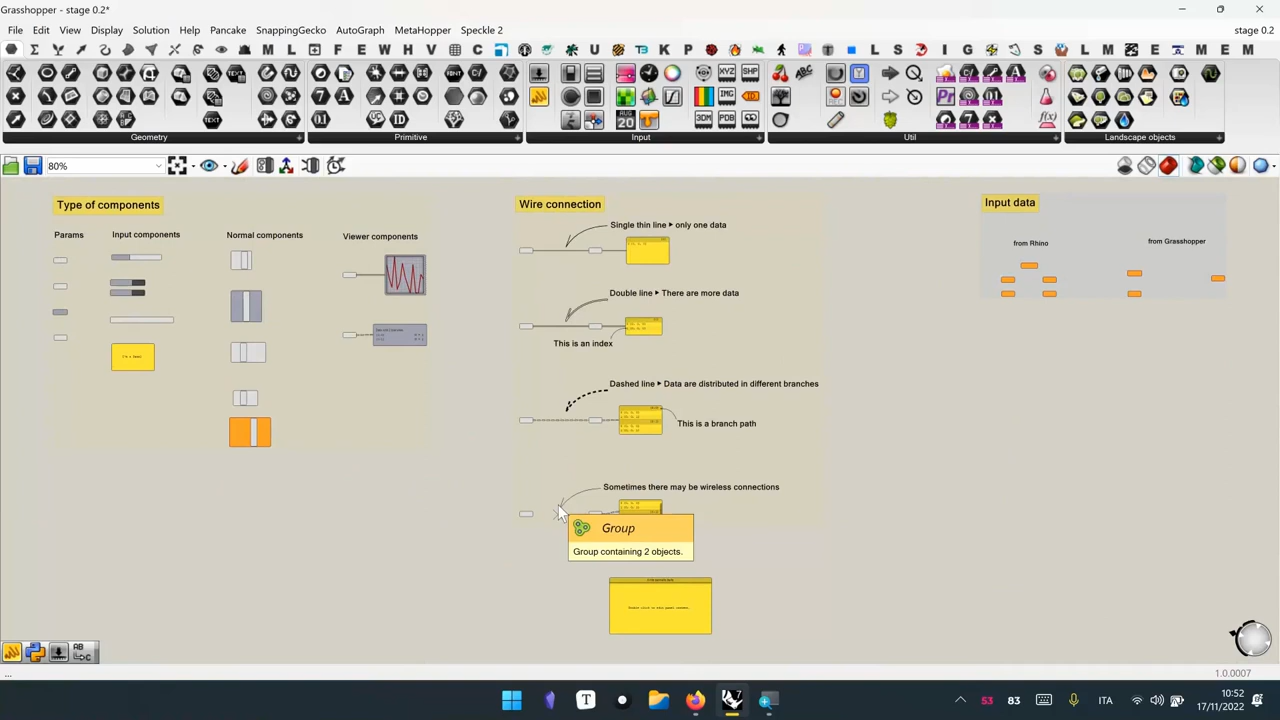 Grasshopper - stage 0.2*
File Edit View Display Solution Help Pancake SnappingGecko AutoGraph MetaHopper Speckle 2 stage 0.2
Geometry Primitive Input Util Landscape objects
80%
Type of components
Wire connection
Input data
Params Input components Normal components Viewer components
Single thin line ▸ only one data
from Rhino from Grasshopper
Double line ▸ There are more data
This is an index
Dashed line ▸ Data are distributed in different branches
This is a branch path
Sometimes there may be wireless connections
Group
Group containing 2 objects.
...
1.0.0007
53 83 ITA
10:52
17/11/2022